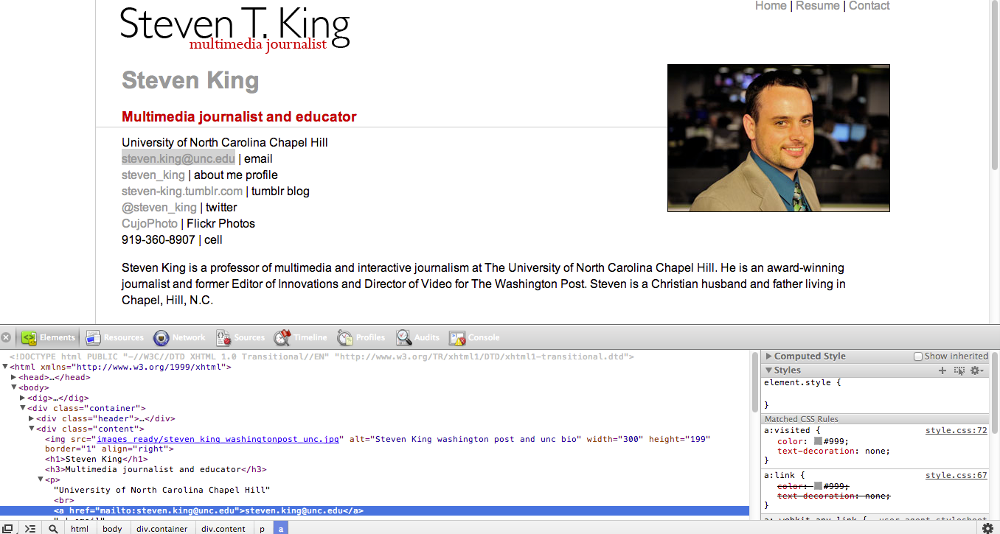 Steven T. King
multimedia journalist
Home | Resume | Contact
Steven King
Multimedia journalist and educator
University of North Carolina Chapel Hill
steven.king@unc.edu | email
steven_king | about me profile
steven-king.tumblr.com | tumblr blog
@steven_king | twitter
CujoPhoto | Flickr Photos
919-360-8907 | cell
Steven King is a professor of multimedia and interactive journalism at The University of North Carolina Chapel Hill. He is an award-winning
journalist and former Editor of Innovations and Director of Video for The Washington Post. Steven is a Christian husband and father living in
Chapel, Hill, N.C.
Elements Resources Network Sources Timeline Profiles Audits Console
<!DOCTYPE html PUBLIC "-//W3C//DTD XHTML 1.0 Transitional//EN" "http://www.w3.org/TR/xhtml1/DTD/xhtml1-transitional.dtd">
<html xmlns="http://www.w3.org/1999/xhtml">
<head>…</head>
<body>
<dig>…</dig>
<div class="container">
<div class="header">…</div>
<div class="content">
<img src="images_ready/steven_king_washingtonpost_unc.jpg" alt="Steven King washington post and unc bio" width="300" height="199"
border="1" align="right">
<h1>Steven King</h1>
<h3>Multimedia journalist and educator</h3>
<p>
"University of North Carolina Chapel Hill"
<br>
<a href="mailto:steven.king@unc.edu">steven.king@unc.edu</a>
" | email"
html body div.container div.content p a
Computed Style Show inherited
Styles
element.style {
}
Matched CSS Rules
a:visited { style.css:72
color: #999;
text-decoration: none;
}
a:link { style.css:67
color: #999;
text-decoration: none;
}
a:-webkit-any-link { user agent stylesheet